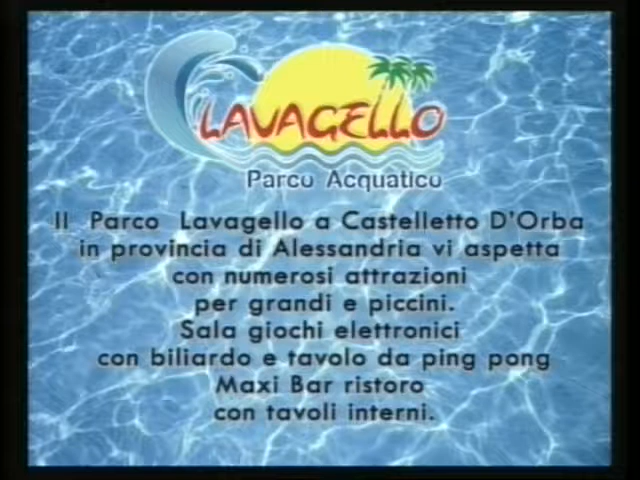 LAVAGELLO
Parco Acquatico
Il Parco Lavagello a Castelletto D'Orba
in provincia di Alessandria vi aspetta
con numerosi attrazioni
per grandi e piccini.
Sala giochi elettronici
con biliardo e tavolo da ping pong
Maxi Bar ristoro
con tavoli interni.